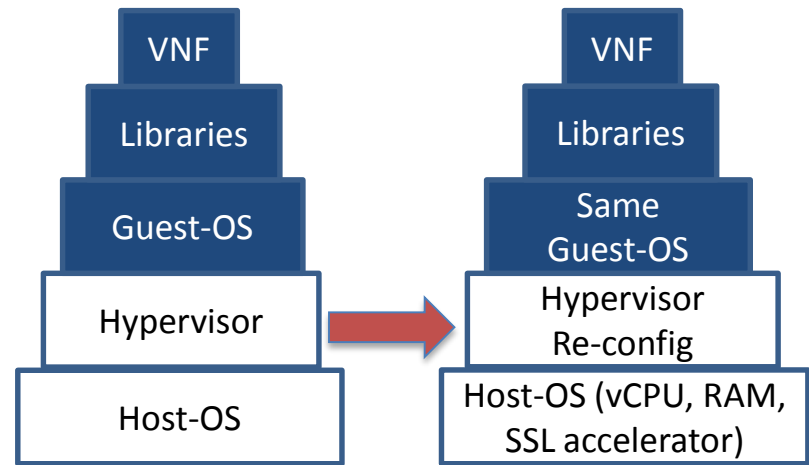 VNF
Libraries
Guest-OS
Hypervisor
Host-OS
VNF
Libraries
Same
Guest-OS
Hypervisor
Re-config
Host-OS (vCPU, RAM,
SSL accelerator)